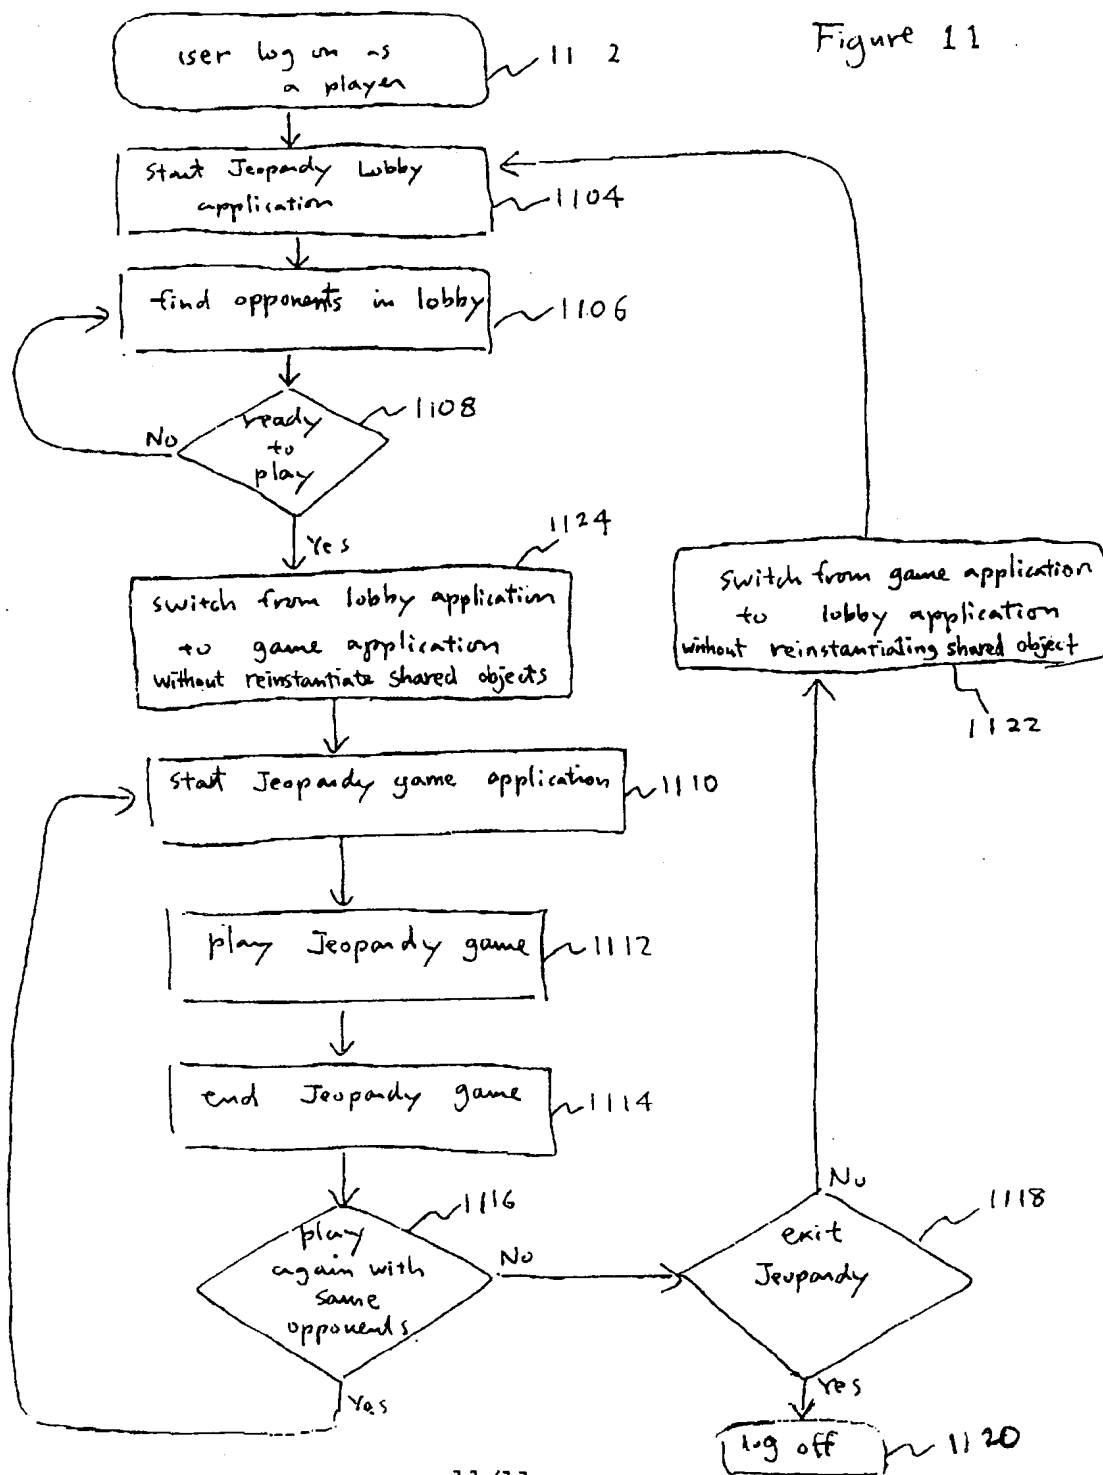 Figure 11
user log on as
a player
11 2
Start Jeopardy Lobby
application
1104
find opponents in lobby
1106
ready
to
play
1108
No
Yes
1124
switch from lobby application
to game application
without reinstantiate shared objects
switch from game application
to lobby application
without reinstantiating shared object
1122
start Jeopardy game application
1110
play Jeopardy game
1112
end Jeopardy game
1114
play
again with
same
opponents
1116
No
Yes
exit
Jeopardy
1118
No
Yes
log off
1120
11/11